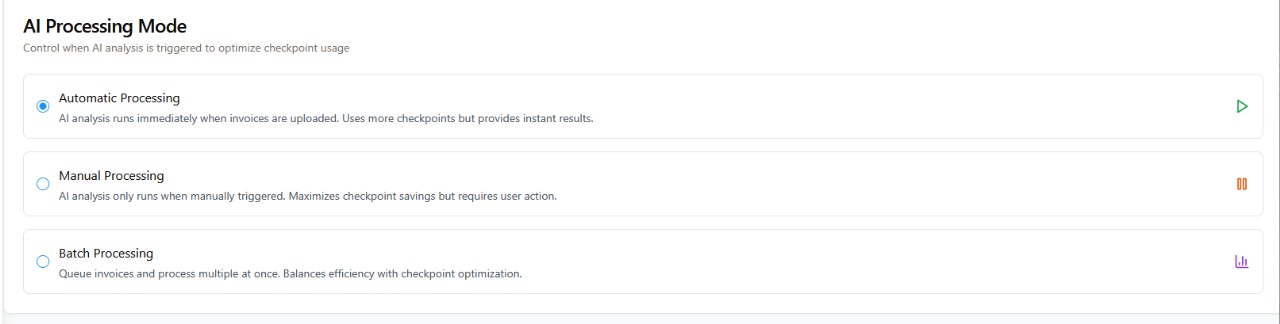 AI Processing Mode
Control when AI analysis is triggered to optimize checkpoint usage
Automatic Processing
AI analysis runs immediately when invoices are uploaded. Uses more checkpoints but provides instant results.
Manual Processing
AI analysis only runs when manually triggered. Maximizes checkpoint savings but requires user action.
Batch Processing
Queue invoices and process multiple at once. Balances efficiency with checkpoint optimization.